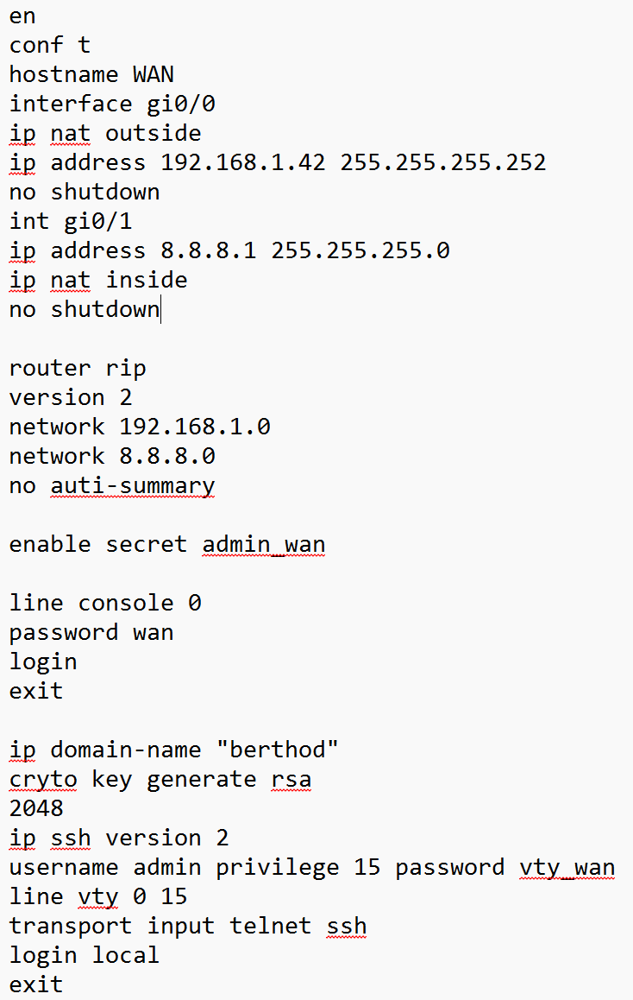 en
conf t
hostname WAN
interface gi0/0
ip nat outside
ip address 192.168.1.42 255.255.255.252
no shutdown
int gi0/1
ip address 8.8.8.1 255.255.255.0
ip nat inside
no shutdown
router rip
version 2
network 192.168.1.0
network 8.8.8.0
no auti-summary
enable secret admin_wan
line console 0
password wan
login
exit
ip domain-name "berthod"
cryto key generate rsa
2048
ip ssh version 2
username admin privilege 15 password vty_wan
line vty 0 15
transport input telnet ssh
login local
exit